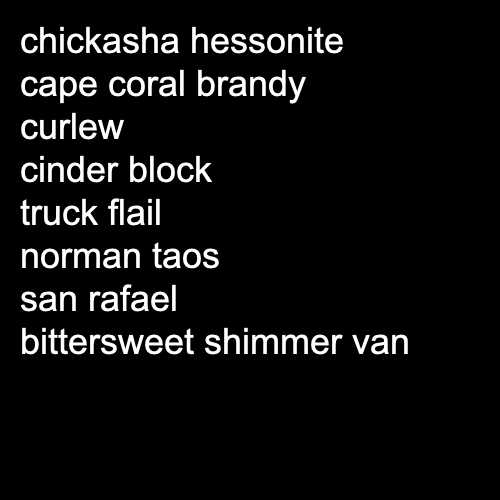 chickasha hessonite
cape coral brandy
curlew
cinder block
truck flail
norman taos
san rafael
bittersweet shimmer van